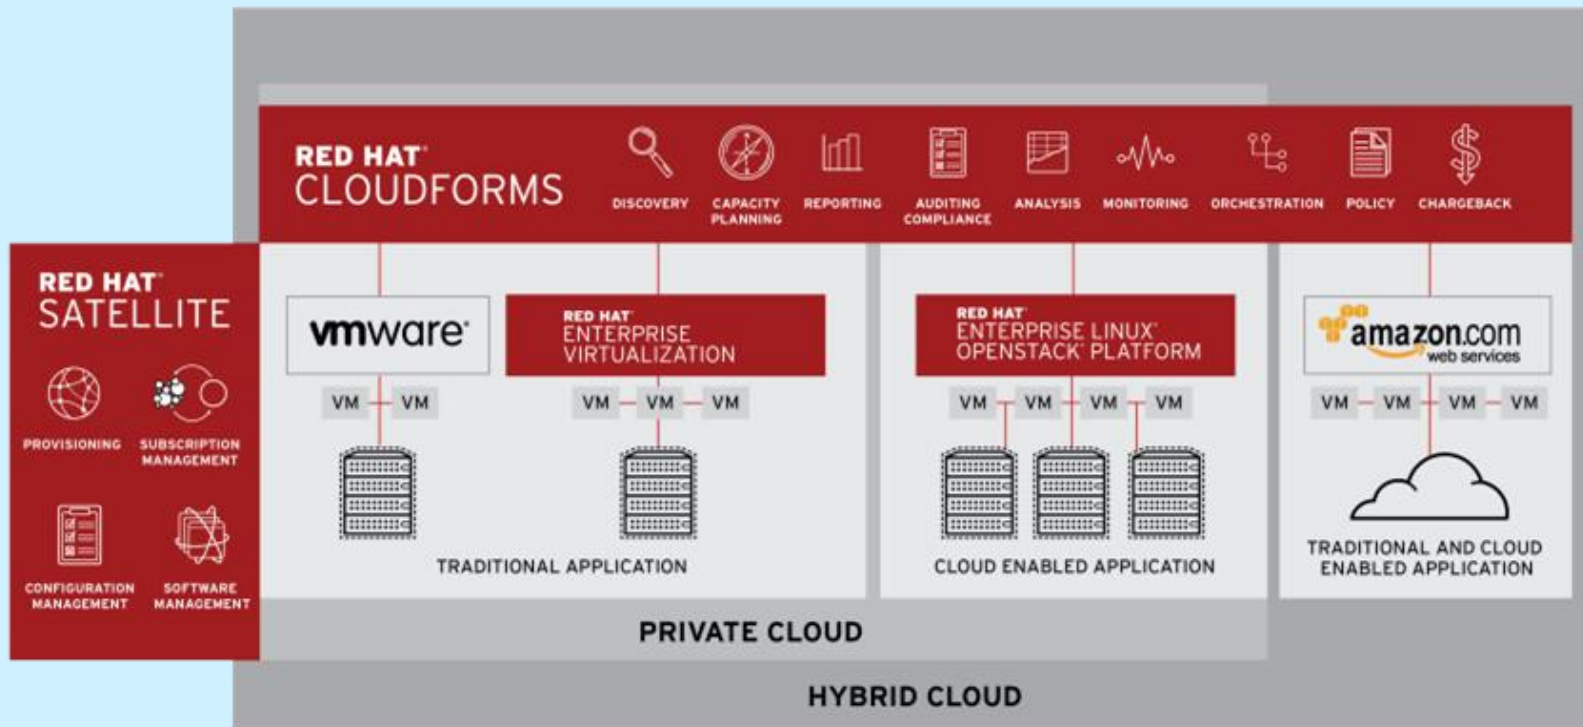 RED HAT®
CLOUDFORMS
DISCOVERY
CAPACITY
PLANNING
REPORTING
AUDITING
COMPLIANCE
ANALYSIS
MONITORING
ORCHESTRATION
POLICY
CHARGEBACK
RED HAT®
SATELLITE
PROVISIONING
SUBSCRIPTION
MANAGEMENT
CONFIGURATION
MANAGEMENT
SOFTWARE
MANAGEMENT
vmware®
VM VM
RED HAT®
ENTERPRISE
VIRTUALIZATION
VM VM VM
TRADITIONAL APPLICATION
RED HAT®
ENTERPRISE LINUX®
OPENSTACK® PLATFORM
VM VM VM VM
CLOUD ENABLED APPLICATION
amazon.com
web services
VM VM VM VM
TRADITIONAL AND CLOUD
ENABLED APPLICATION
PRIVATE CLOUD
HYBRID CLOUD